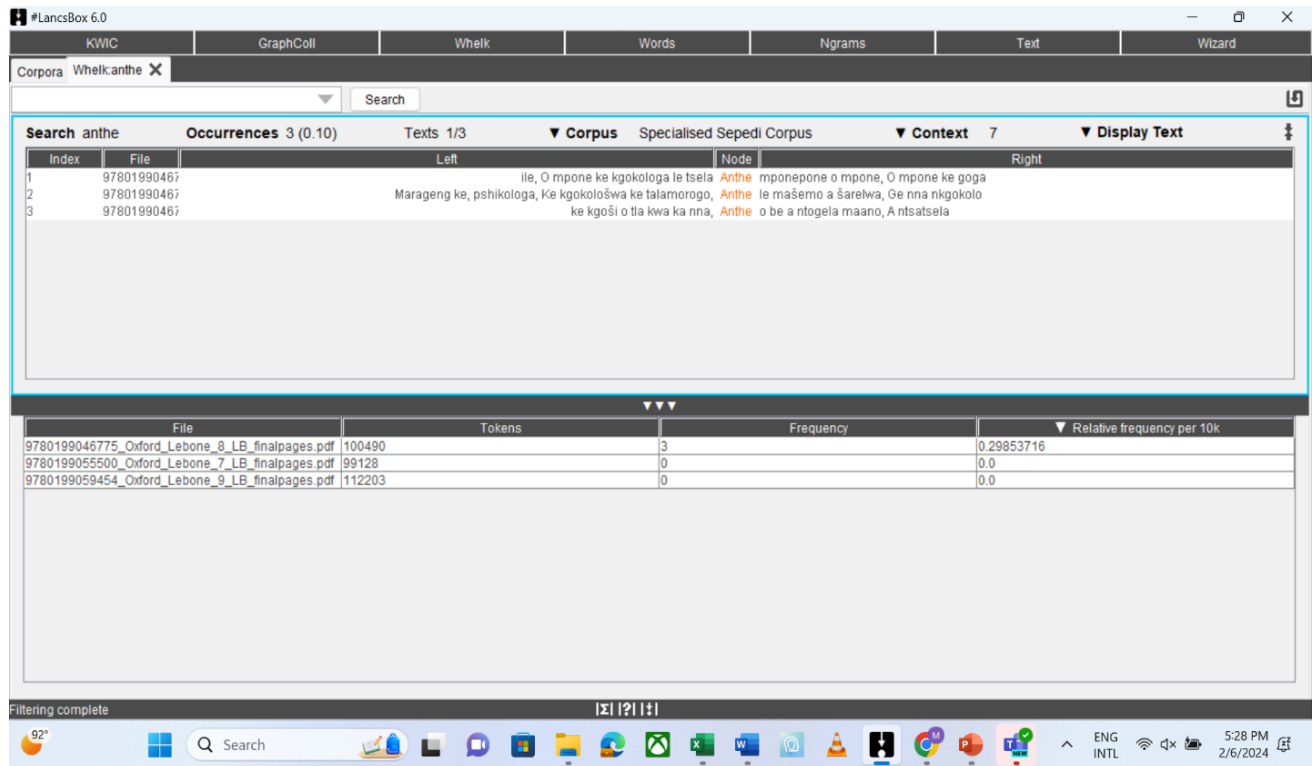 #LancsBox 6.0
KWIC GraphColl Whelk Words Ngrams Text Wizard
Corpora Whelk:anthe
Search
Search anthe Occurrences 3 (0.10) Texts 1/3 ▼ Corpus Specialised Sepedi Corpus ▼ Context 7 ▼ Display Text
Index File Left Node Right
1 97801990467 ile, O mpone ke kgokologa le tsela Anthe mponepone o mpone, O mpone ke goga
2 97801990467 Marageng ke, pshikologa, Ke kgokološwa ke talamorogo, Anthe le mašemo a šarelwa, Ge nna nkgokolo
3 97801990467 ke kgoši o tla kwa ka nna, Anthe o be a ntogela maano, A ntsatsela
▼▼▼
File Tokens Frequency ▼ Relative frequency per 10k
9780199046775_Oxford_Lebone_8_LB_finalpages.pdf 100490 3 0.29853716
9780199055500_Oxford_Lebone_7_LB_finalpages.pdf 99128 0 0.0
9780199059454_Oxford_Lebone_9_LB_finalpages.pdf 112203 0 0.0
Filtering complete |Σ| |?| |‡|
92° Search NEW ENG 5:28 PM
INTL 2/6/2024